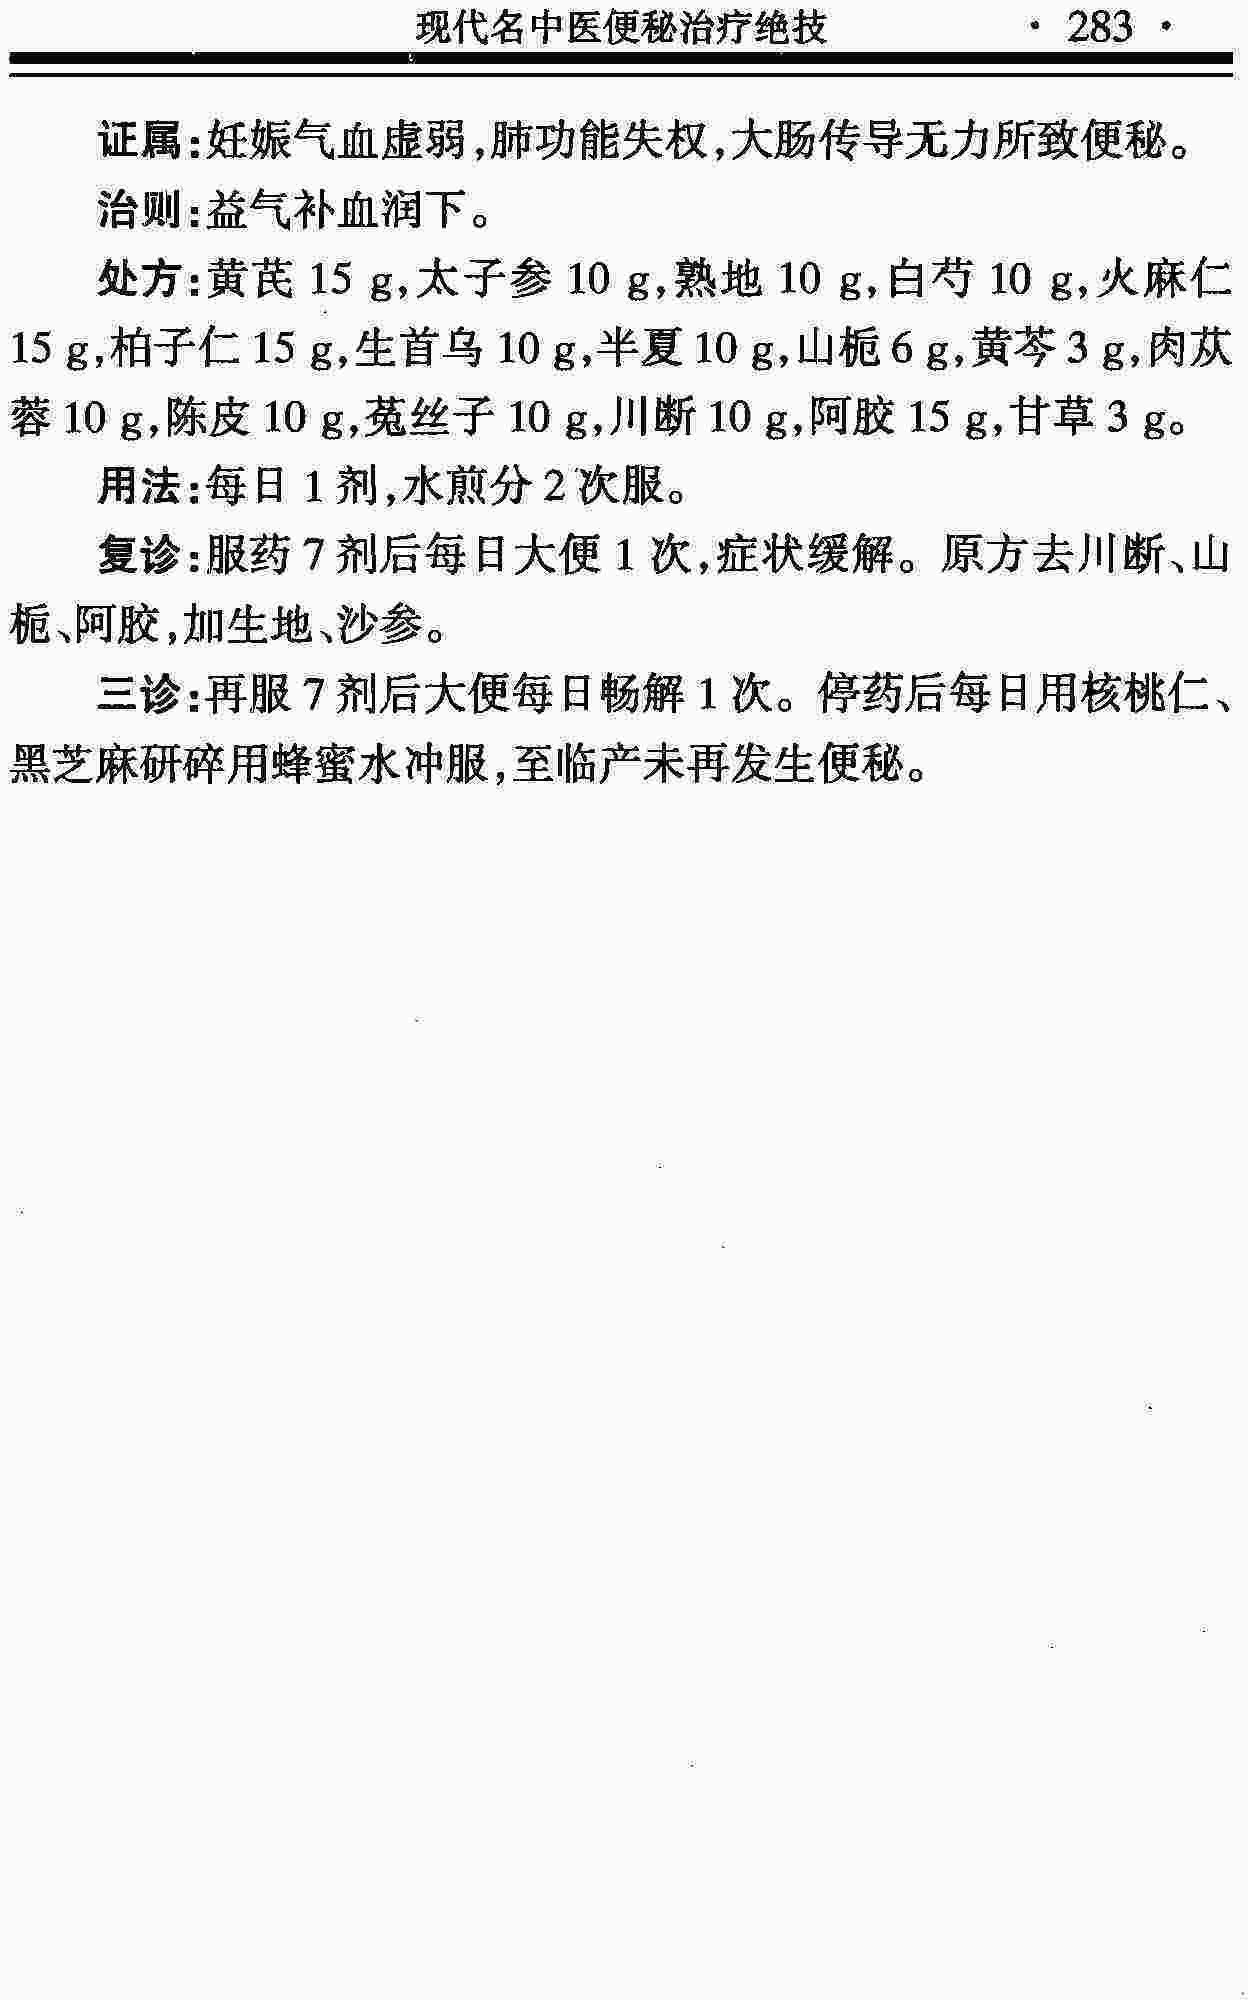 现代名中医便秘治疗绝技 · 283 ·
证属:妊娠气血虚弱,肺功能失权,大肠传导无力所致便秘。
治则:益气补血润下。
处方:黄芪 15 g,太子参 10 g,熟地 10 g,白芍 10 g,火麻仁
15 g,柏子仁 15 g,生首乌 10 g,半夏 10 g,山栀 6 g,黄芩 3 g,肉苁
蓉 10 g,陈皮 10 g,菟丝子 10 g,川断 10 g,阿胶 15 g,甘草 3 g。
用法:每日 1 剂,水煎分 2 次服。
复诊:服药 7 剂后每日大便 1 次,症状缓解。原方去川断、山
栀、阿胶,加生地、沙参。
三诊:再服 7 剂后大便每日畅解 1 次。停药后每日用核桃仁、
黑芝麻研碎用蜂蜜水冲服,至临产未再发生便秘。